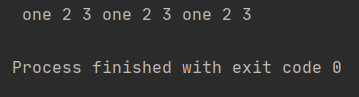 one 2 3 one 2 3 one 2 3
Process finished with exit code 0